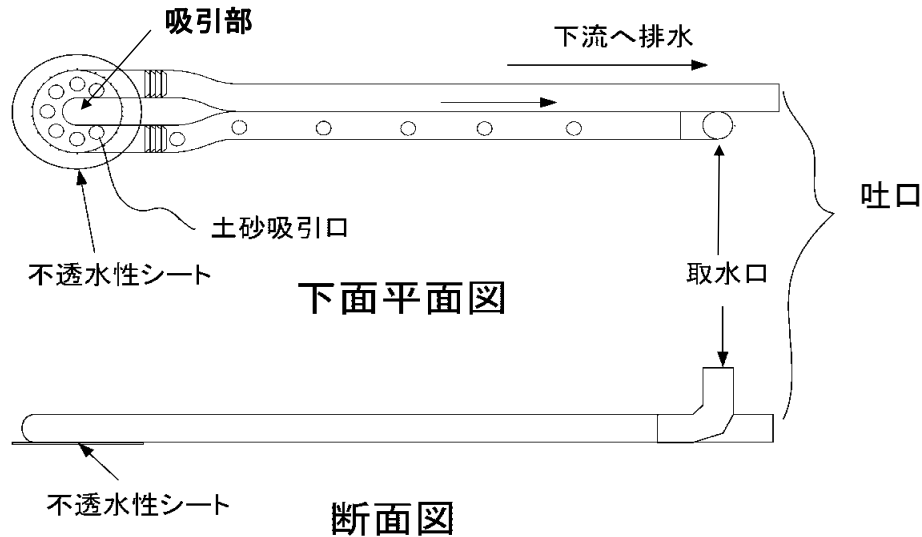 吸引部
下流へ排水
吐口
土砂吸引口
不透水性シート
取水口
下面平面図
不透水性シート
断面図